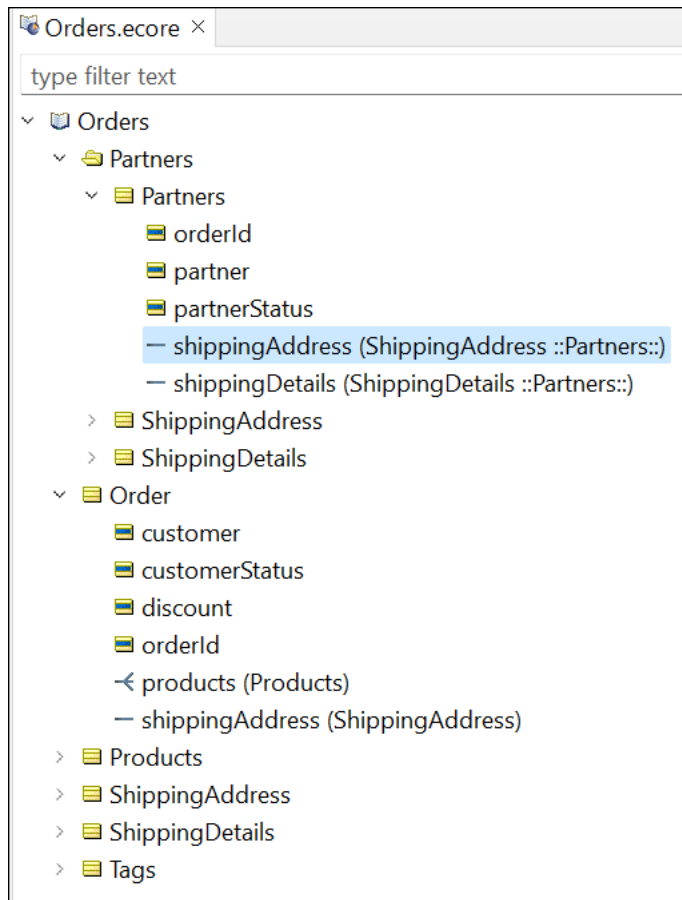 Orders.ecore ×
type filter text
Orders
Partners
Partners
orderId
partner
partnerStatus
shippingAddress (ShippingAddress ::Partners::)
shippingDetails (ShippingDetails ::Partners::)
ShippingAddress
ShippingDetails
Order
customer
customerStatus
discount
orderId
products (Products)
shippingAddress (ShippingAddress)
Products
ShippingAddress
ShippingDetails
Tags